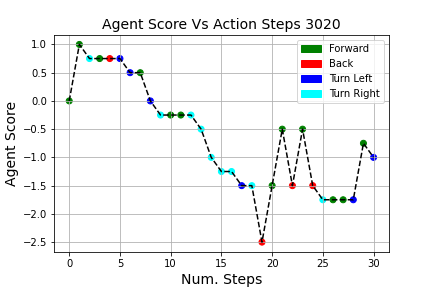 Agent Score Vs Action Steps 3020
1.0
0.5
0.0
−0.5
−1.0
−1.5
−2.0
−2.5
Agent Score
Forward
Back
Turn Left
Turn Right
0 5 10 15 20 25 30
Num. Steps